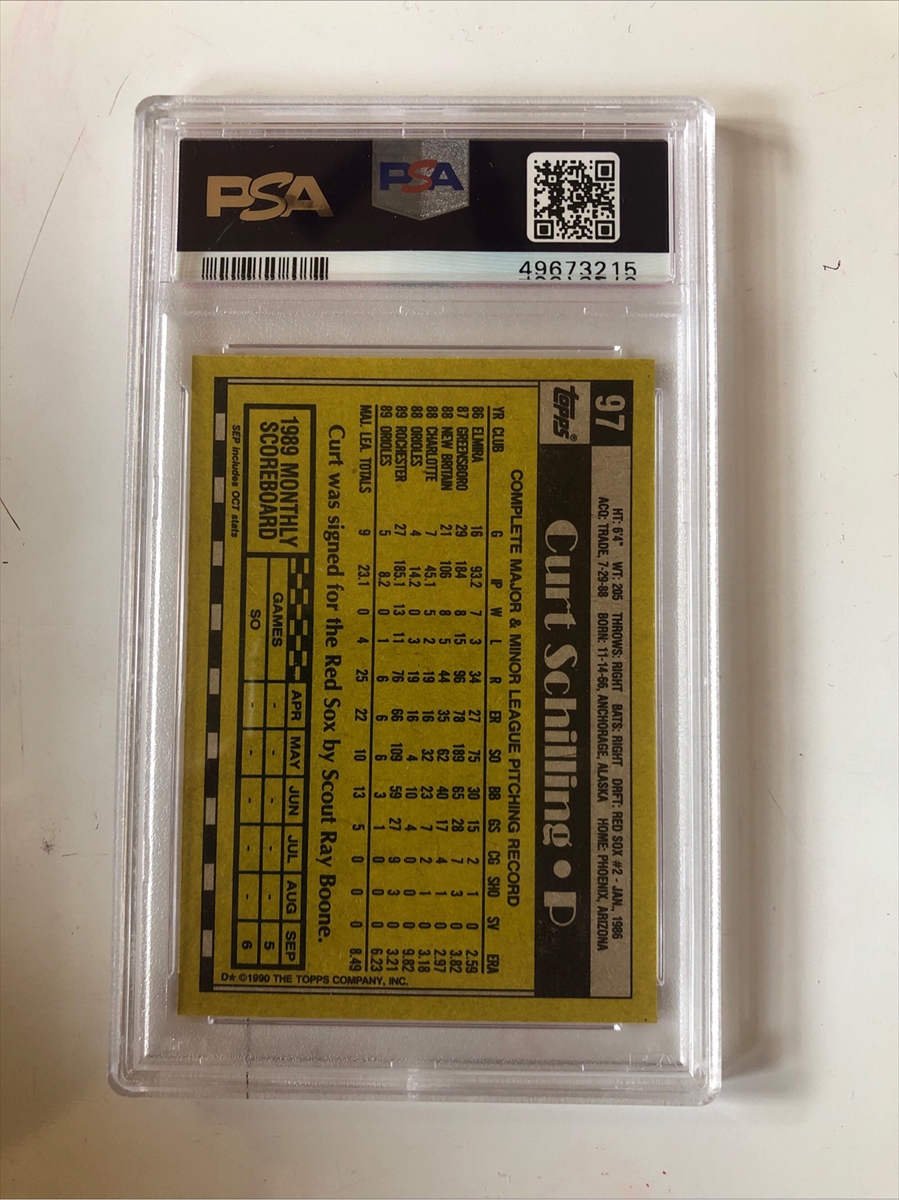 PSA
PSA
49673215
97
topps®
HT: 6'4" WT: 205 THROWS: RIGHT BATS: RIGHT DRFT: RED SOX #2 - JAN., 1986
ACQ: TRADE, 7-29-88 BORN: 11-14-66, ANCHORAGE, ALASKA HOME: PHOENIX, ARIZONA
Curt Schilling • P
COMPLETE MAJOR & MINOR LEAGUE PITCHING RECORD
YR CLUB G IP W L R ER SO BB GS CG SHO SV ERA
86 ELMIRA 16 93.2 7 3 34 27 75 30 15 2 1 0 2.59
87 GREENSBORO 29 184 8 15 96 78 189 65 28 7 3 0 3.82
88 NEW BRITAIN 21 106 8 5 44 35 62 40 17 4 1 0 2.97
88 CHARLOTTE 7 45.1 5 2 19 16 32 23 7 2 1 0 3.18
88 ORIOLES 4 14.2 0 3 19 16 4 10 4 0 0 0 9.82
89 ROCHESTER 27 185.1 13 11 76 66 109 59 27 9 3 0 3.21
89 ORIOLES 5 8.2 0 1 6 6 6 3 1 0 0 0 6.23
MAJ. LEA. TOTALS 9 23.1 0 4 25 22 10 13 5 0 0 0 8.49
Curt was signed for the Red Sox by Scout Ray Boone.
1989 MONTHLY
SCOREBOARD
APR MAY JUN JUL AUG SEP
GAMES - - - - - 5
SO - - - - - 6
SEP includes OCT stats
D★ ©1990 THE TOPPS COMPANY, INC.